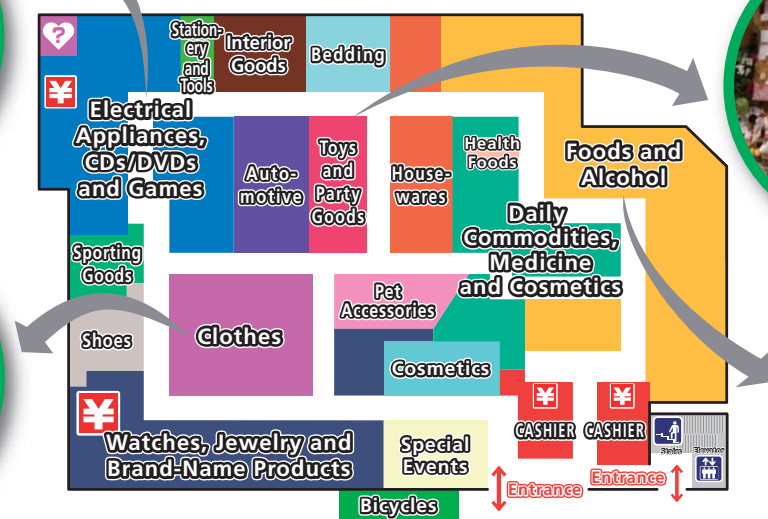 ?
Station-
ery
and
Tools
Interior
Goods
Bedding
¥
Electrical
Appliances,
CDs/DVDs
and Games
Auto-
motive
Toys
and
Party
Goods
House-
wares
Health
Foods
Foods and
Alcohol
Daily
Commodities,
Medicine
and Cosmetics
Sporting
Goods
Shoes
Clothes
Pet
Accessories
Cosmetics
¥
Watches, Jewelry and
Brand-Name Products
Special
Events
¥
CASHIER
¥
CASHIER
Stairs
Elevator
Entrance
Entrance
Bicycles